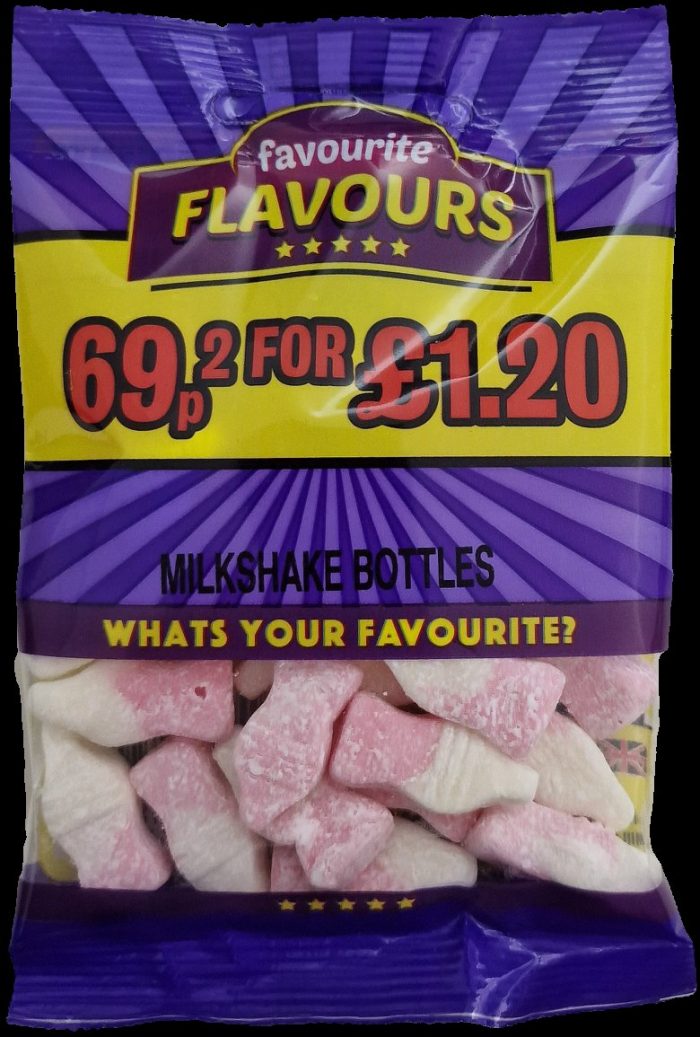 favourite
FLAVOURS
69p 2 FOR £1.20
MILKSHAKE BOTTLES
WHATS YOUR FAVOURITE?